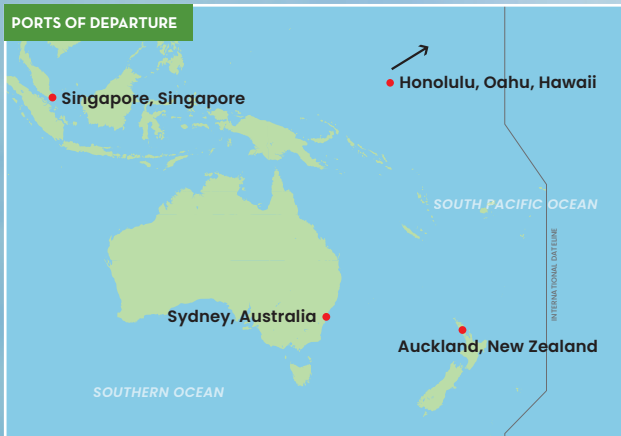 PORTS OF DEPARTURE
Honolulu, Oahu, Hawaii
Singapore, Singapore
SOUTH PACIFIC OCEAN
INTERNATIONAL DATELINE
Sydney, Australia
Auckland, New Zealand
SOUTHERN OCEAN